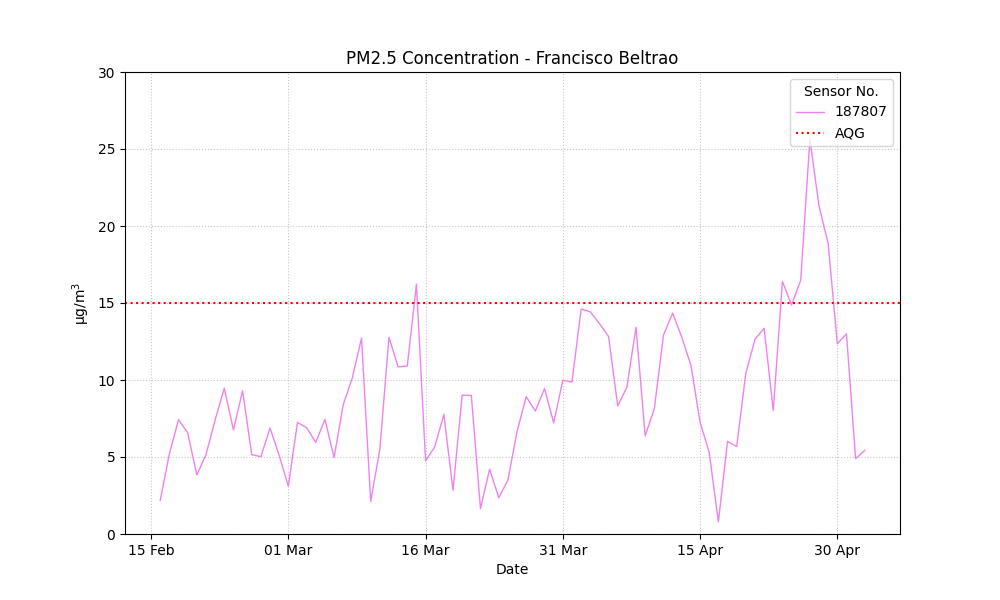 PM2.5 Concentration - Francisco Beltrao
Sensor No.
187807
AQG
30
25
20
15
10
5
0
µg/m³
15 Feb
01 Mar
16 Mar
31 Mar
15 Apr
30 Apr
Date